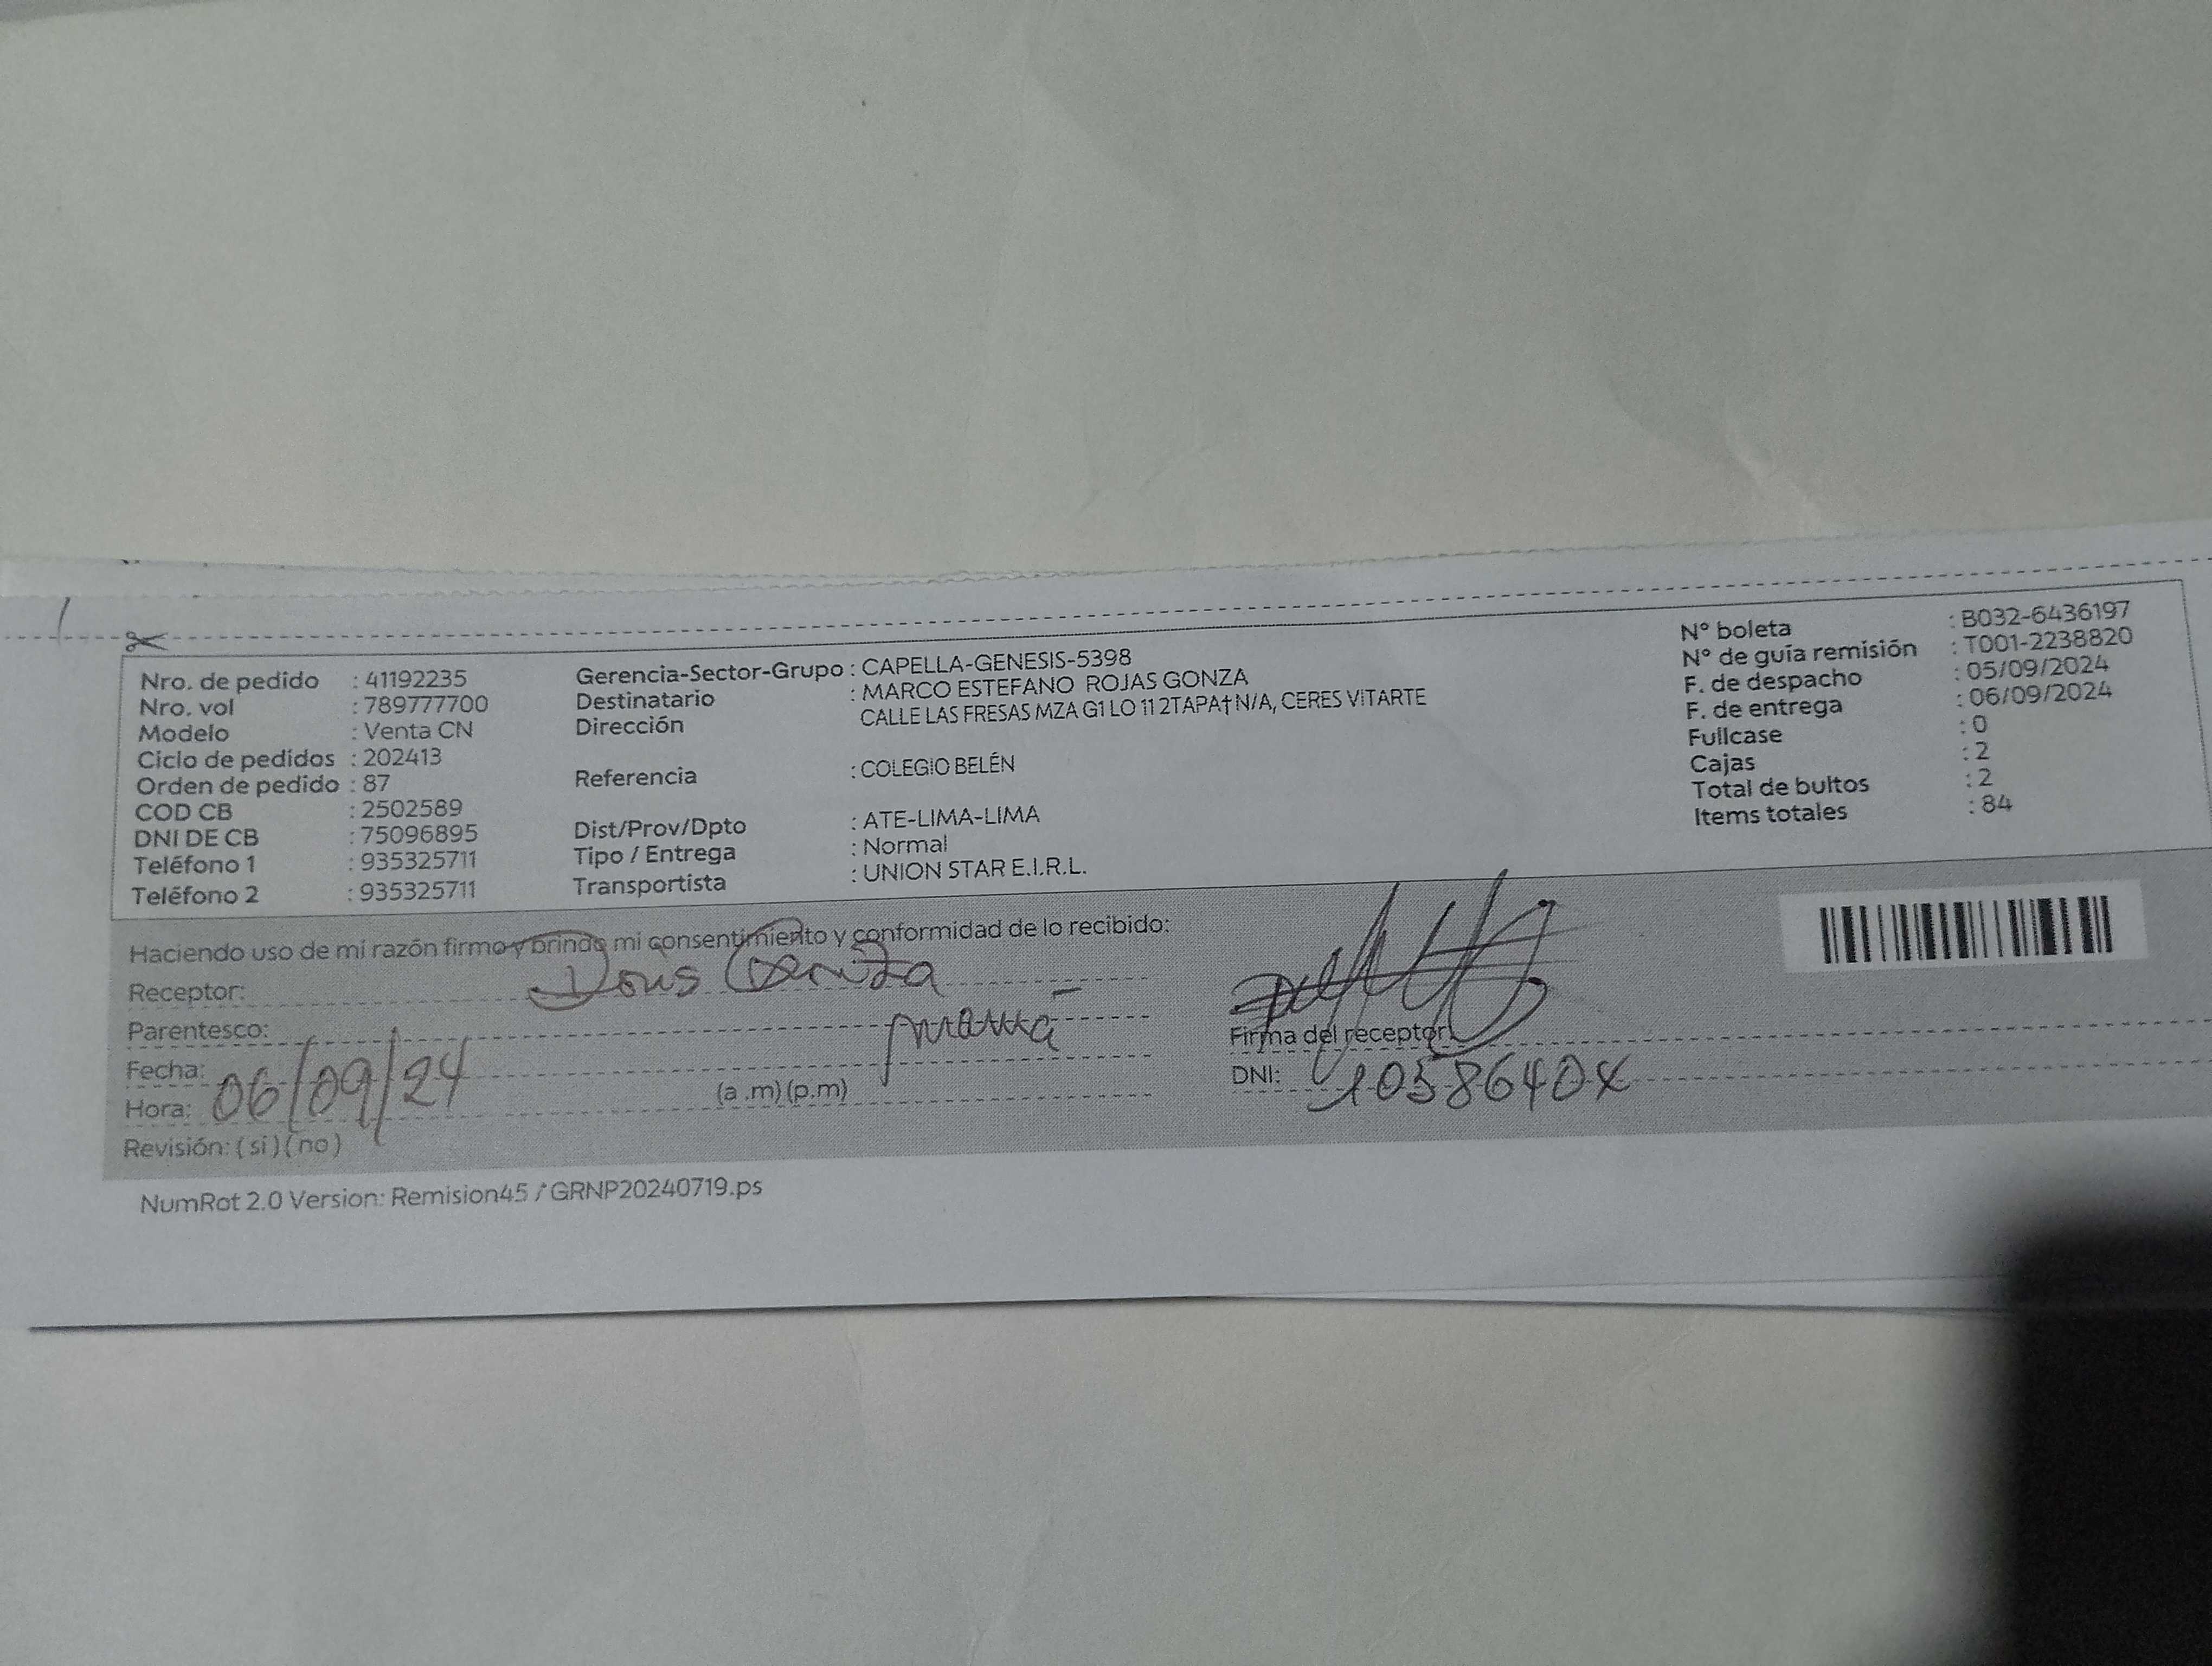 Nro. de pedido : 41192235
Nro. vol : 789777700
Modelo : Venta CN
Ciclo de pedidos : 202413
Orden de pedido : 87
COD CB : 2502589
DNI DE CB : 75096895
Teléfono 1 : 935325711
Teléfono 2 : 935325711
Gerencia-Sector-Grupo : CAPELLA-GENESIS-5398
Destinatario : MARCO ESTEFANO ROJAS GONZA
Dirección CALLE LAS FRESAS MZA G1 LO 11 2TAPA† N/A, CERES VITARTE
Referencia : COLEGIO BELÉN
Dist/Prov/Dpto : ATE-LIMA-LIMA
Tipo / Entrega : Normal
Transportista : UNION STAR E.I.R.L.
N° boleta : B032-6436197
N° de guía remisión : T001-2238820
F. de despacho : 05/09/2024
F. de entrega : 06/09/2024
Fullcase : 0
Cajas : 2
Total de bultos : 2
Items totales : 84
Haciendo uso de mi razón firmo y brindo mi consentimiento y conformidad de lo recibido:
Receptor:
Parentesco: mamá
Fecha: 06/09/24
Hora: (a .m) (p.m)
Revisión: ( si ) ( no )
Firma del receptor
DNI:
NumRot 2.0 Version: Remision45 / GRNP20240719.ps